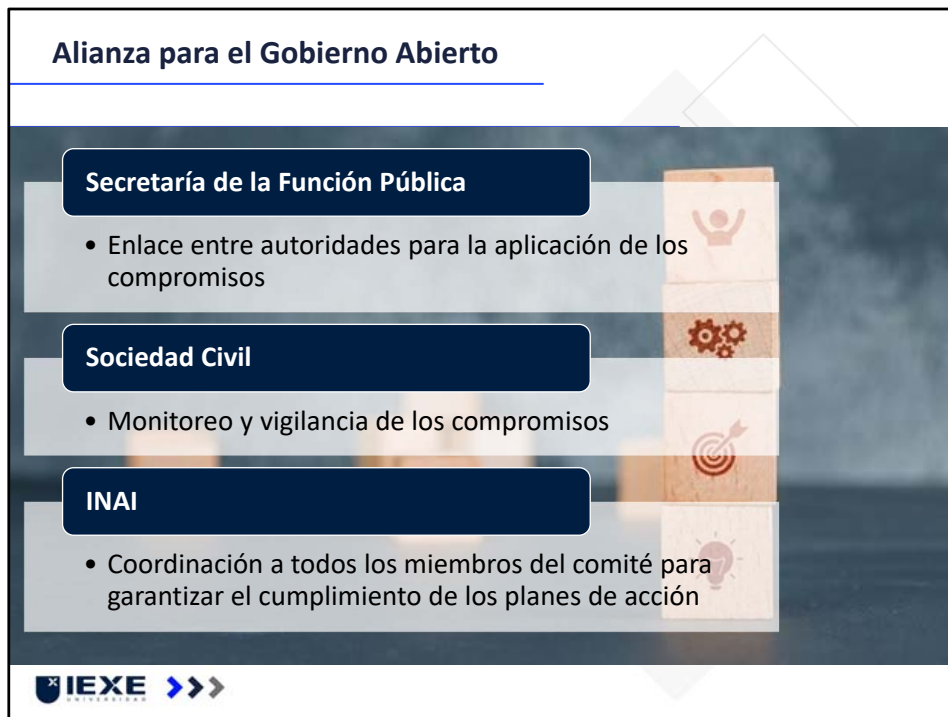 Alianza para el Gobierno Abierto
Secretaría de la Función Pública
• Enlace entre autoridades para la aplicación de los
compromisos
Sociedad Civil
• Monitoreo y vigilancia de los compromisos
INAI
• Coordinación a todos los miembros del comité para
garantizar el cumplimiento de los planes de acción
IEXE
UNIVERSIDAD